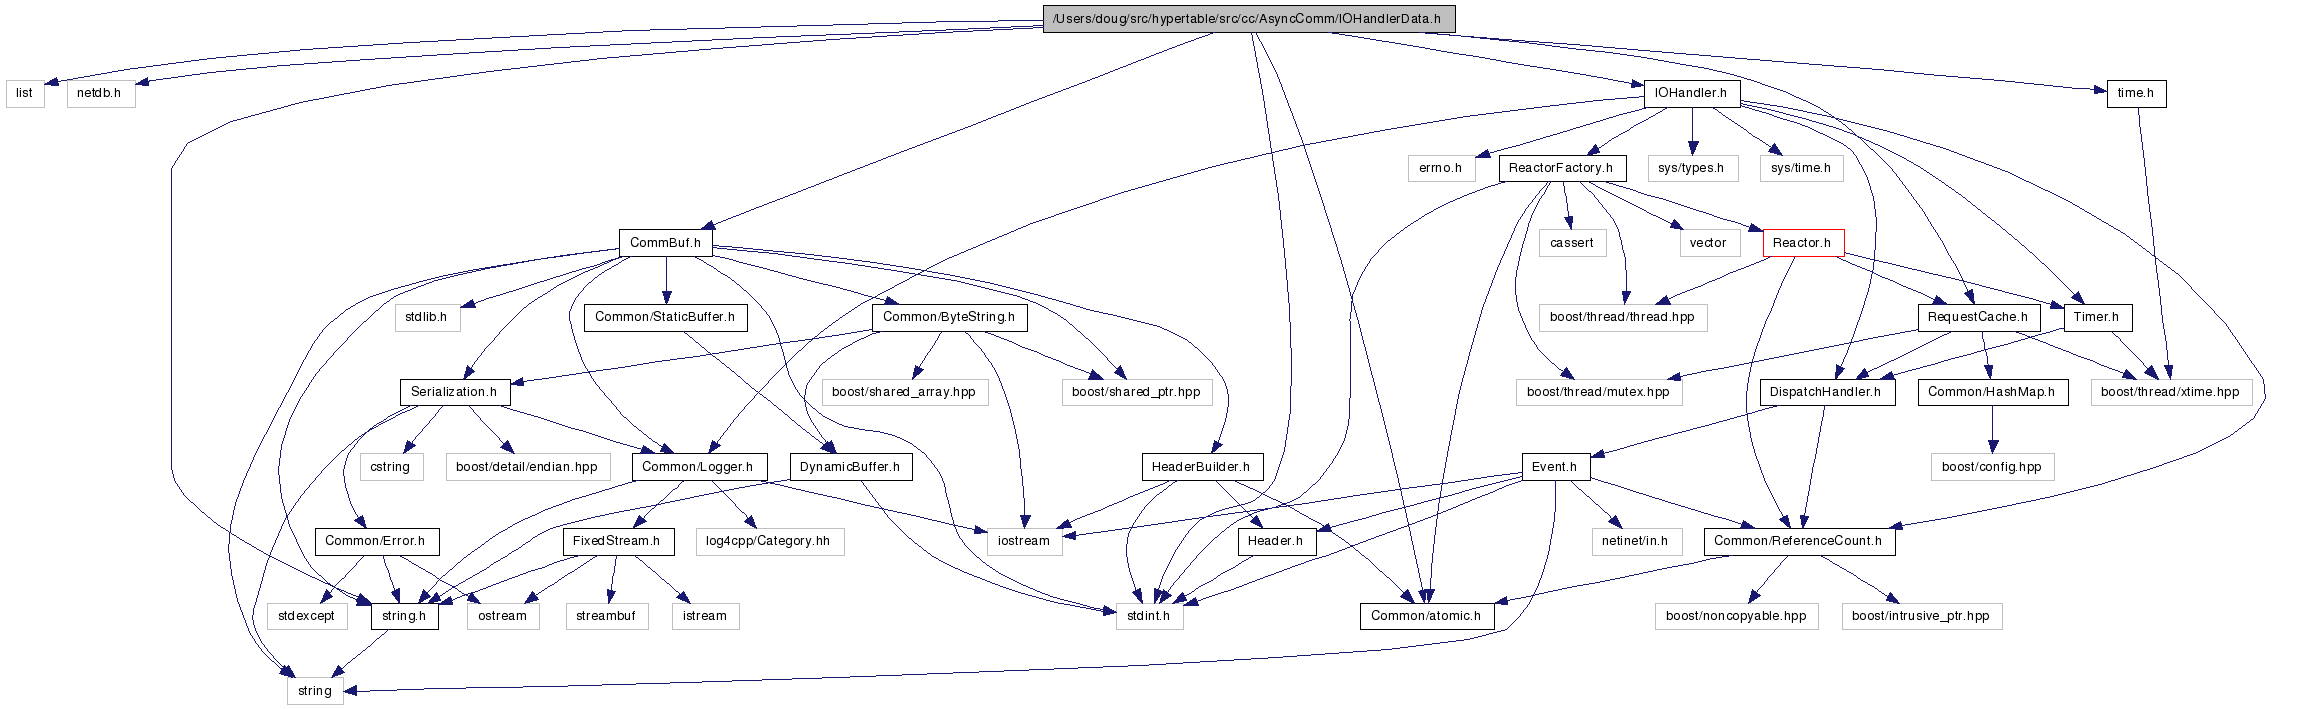 /Users/doug/src/hypertable/src/cc/AsyncComm/IOHandlerData.h
list
netdb.h
IOHandler.h
time.h
errno.h
ReactorFactory.h
sys/types.h
sys/time.h
CommBuf.h
cassert
vector
Reactor.h
stdlib.h
Common/StaticBuffer.h
Common/ByteString.h
boost/thread/thread.hpp
RequestCache.h
Timer.h
Serialization.h
boost/shared_array.hpp
boost/shared_ptr.hpp
boost/thread/mutex.hpp
DispatchHandler.h
Common/HashMap.h
boost/thread/xtime.hpp
cstring
boost/detail/endian.hpp
Common/Logger.h
DynamicBuffer.h
HeaderBuilder.h
Event.h
boost/config.hpp
Common/Error.h
FixedStream.h
log4cpp/Category.hh
iostream
Header.h
netinet/in.h
Common/ReferenceCount.h
stdexcept
string.h
ostream
streambuf
istream
stdint.h
Common/atomic.h
boost/noncopyable.hpp
boost/intrusive_ptr.hpp
string